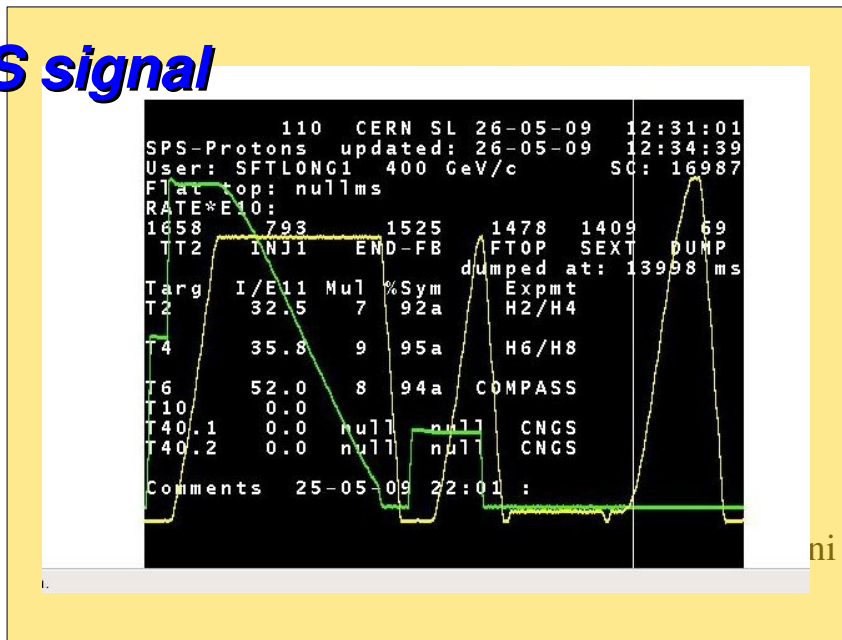 S signal
110 CERN SL 26-05-09 12:31:01
SPS-Protons updated: 26-05-09 12:34:39
User: SFTLONG1 400 GeV/c SC: 16987
Flat top: nullms
RATE*E10:
1658 793 1525 1478 1409 69
TT2 INJ1 END-FB FTOP SEXT DUMP
dumped at: 13998 ms
Targ I/E11 Mul %Sym Expmt
T2 32.5 7 92a H2/H4
T4 35.8 9 95a H6/H8
T6 52.0 8 94a COMPASS
T10 0.0
T40.1 0.0 null null CNGS
T40.2 0.0 null null CNGS
Comments 25-05-09 22:01 :
ni